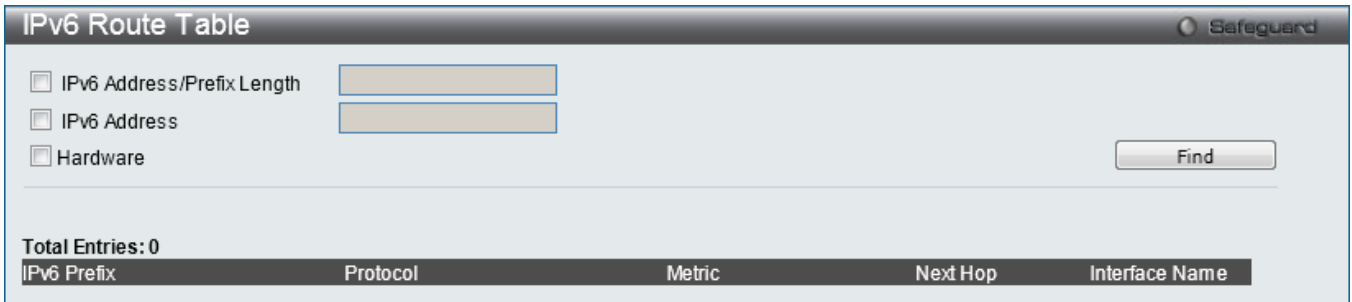 IPv6 Route Table
Safeguard
IPv6 Address/Prefix Length
IPv6 Address
Hardware
Find
Total Entries: 0
IPv6 Prefix Protocol Metric Next Hop Interface Name